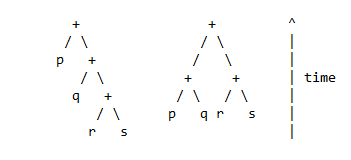 + + ^
/ \ / \ |
p + / \ |
/ \ + + | time
q + / \ / \ |
/ \ p q r s |
r s |